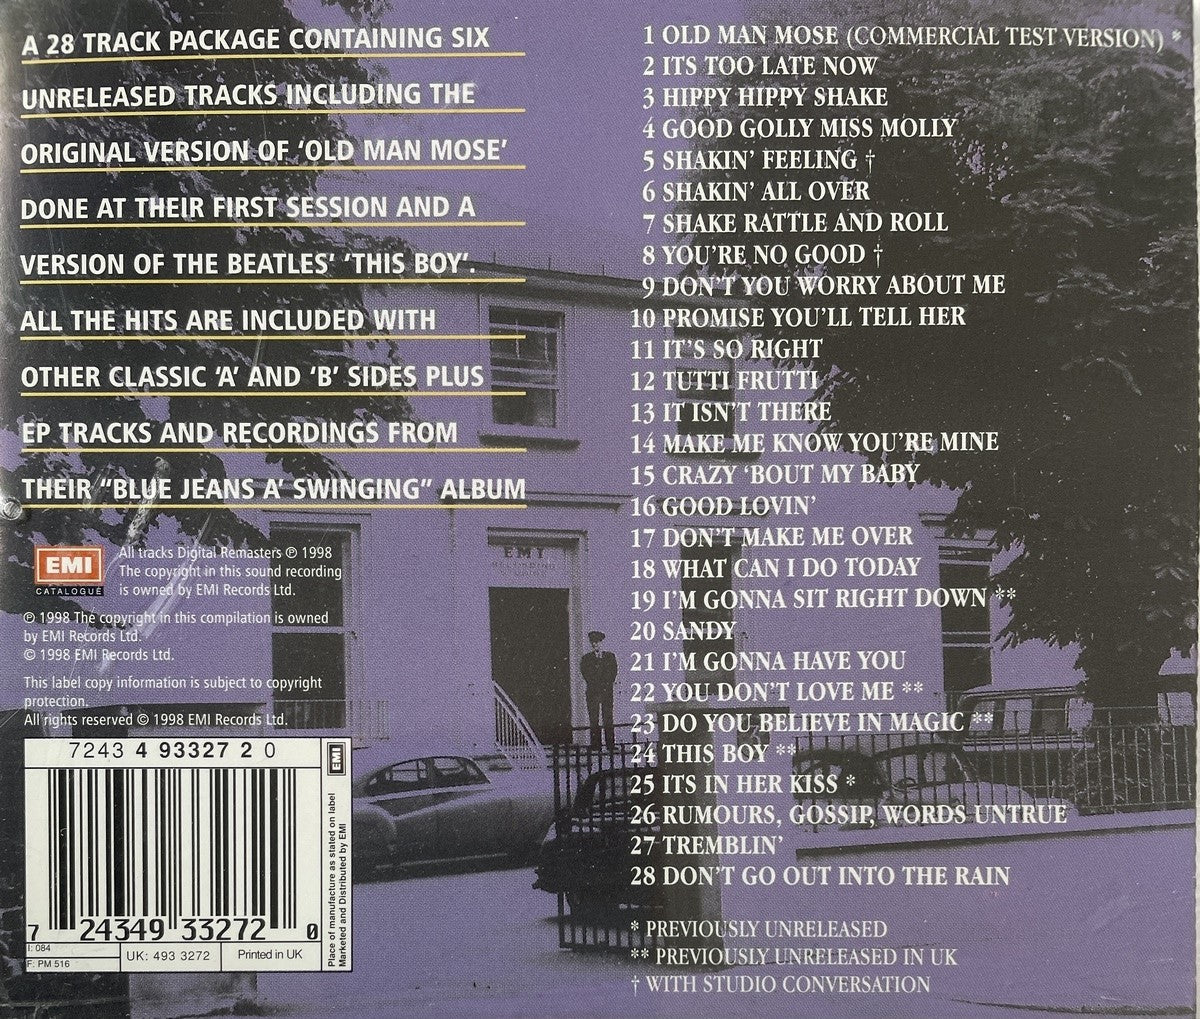 A 28 TRACK PACKAGE CONTAINING SIX
UNRELEASED TRACKS INCLUDING THE
ORIGINAL VERSION OF 'OLD MAN MOSE'
DONE AT THEIR FIRST SESSION AND A
VERSION OF THE BEATLES' 'THIS BOY'.
ALL THE HITS ARE INCLUDED WITH
OTHER CLASSIC 'A' AND 'B' SIDES PLUS
EP TRACKS AND RECORDINGS FROM
THEIR "BLUE JEANS A' SWINGING" ALBUM
EMI
CATALOGUE
All tracks Digital Remasters ℗ 1998
The copyright in this sound recording
is owned by EMI Records Ltd.
℗ 1998 The copyright in this compilation is owned
by EMI Records Ltd.
© 1998 EMI Records Ltd.
This label copy information is subject to copyright
protection.
All rights reserved © 1998 EMI Records Ltd.
7243 4 93327 2 0
7 24349 33272 0
I: 084
F: PM 516
UK: 493 3272
Printed in UK
EMI
Place of manufacture as stated on label
Marketed and Distributed by EMI
1 OLD MAN MOSE (COMMERCIAL TEST VERSION) *
2 ITS TOO LATE NOW
3 HIPPY HIPPY SHAKE
4 GOOD GOLLY MISS MOLLY
5 SHAKIN' FEELING †
6 SHAKIN' ALL OVER
7 SHAKE RATTLE AND ROLL
8 YOU'RE NO GOOD †
9 DON'T YOU WORRY ABOUT ME
10 PROMISE YOU'LL TELL HER
11 IT'S SO RIGHT
12 TUTTI FRUTTI
13 IT ISN'T THERE
14 MAKE ME KNOW YOU'RE MINE
15 CRAZY 'BOUT MY BABY
16 GOOD LOVIN'
17 DON'T MAKE ME OVER
18 WHAT CAN I DO TODAY
19 I'M GONNA SIT RIGHT DOWN **
20 SANDY
21 I'M GONNA HAVE YOU
22 YOU DON'T LOVE ME **
23 DO YOU BELIEVE IN MAGIC **
24 THIS BOY **
25 ITS IN HER KISS *
26 RUMOURS, GOSSIP, WORDS UNTRUE
27 TREMBLIN'
28 DON'T GO OUT INTO THE RAIN
* PREVIOUSLY UNRELEASED
** PREVIOUSLY UNRELEASED IN UK
† WITH STUDIO CONVERSATION